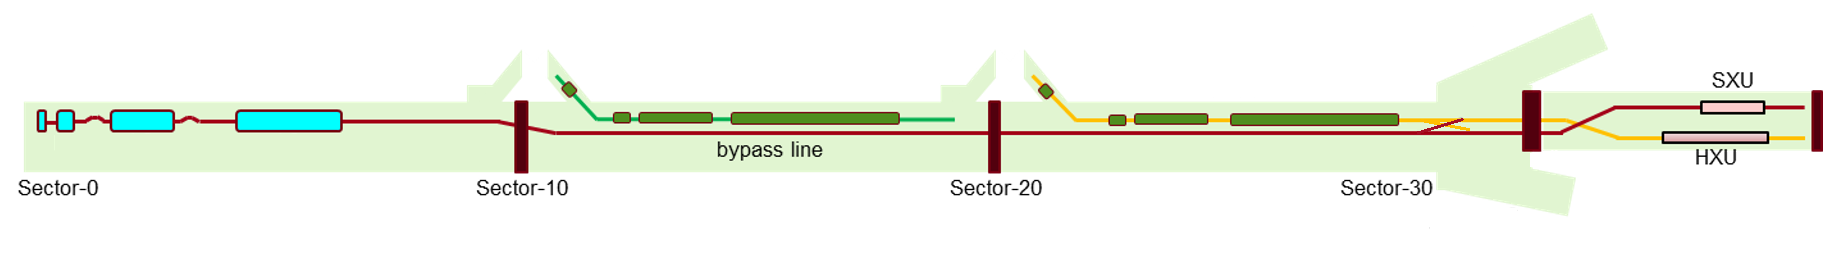 SXU
bypass line
HXU
Sector-0
Sector-10
Sector-20
Sector-30